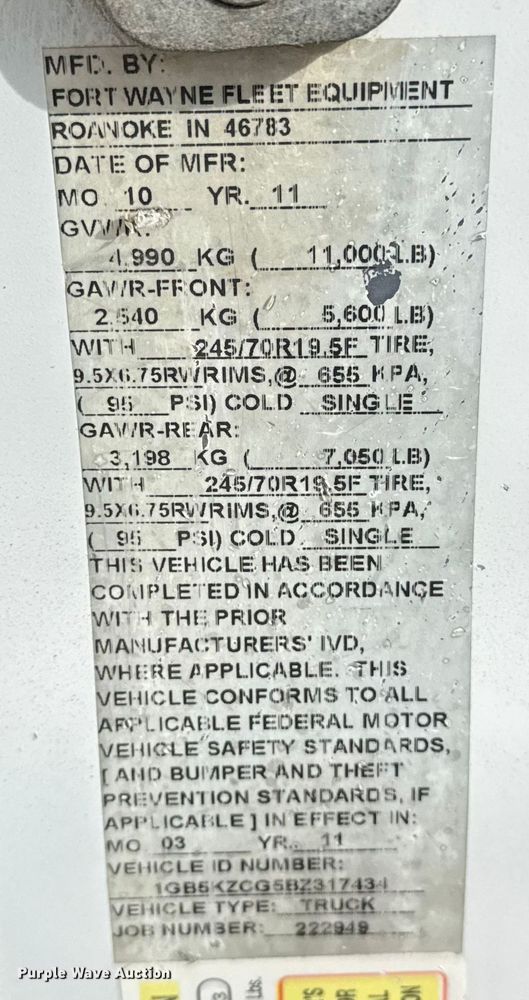 MFD. BY:
FORT WAYNE FLEET EQUIPMENT
ROANOKE IN 46783
DATE OF MFR:
MO 10 YR. 11
GVWR:
4,990 KG ( 11,000 LB)
GAWR-FRONT:
2,540 KG ( 5,600 LB)
WITH 245/70R19.5F TIRE,
9.5X6.75RW RIMS,@ 655 KPA,
( 95 PSI) COLD SINGLE
GAWR-REAR:
3,198 KG ( 7,050 LB)
WITH 245/70R19.5F TIRE,
9.5X6.75RW RIMS,@ 655 KPA,
( 95 PSI) COLD SINGLE
THIS VEHICLE HAS BEEN
COMPLETED IN ACCORDANCE
WITH THE PRIOR
MANUFACTURERS' IVD,
WHERE APPLICABLE. THIS
VEHICLE CONFORMS TO ALL
APPLICABLE FEDERAL MOTOR
VEHICLE SAFETY STANDARDS,
[ AND BUMPER AND THEFT
PREVENTION STANDARDS, IF
APPLICABLE ] IN EFFECT IN:
MO 03 YR. 11
VEHICLE ID NUMBER:
1GB5KZCG5BZ317434
VEHICLE TYPE: TRUCK
JOB NUMBER: 222949
Lbs.
Purple Wave Auction